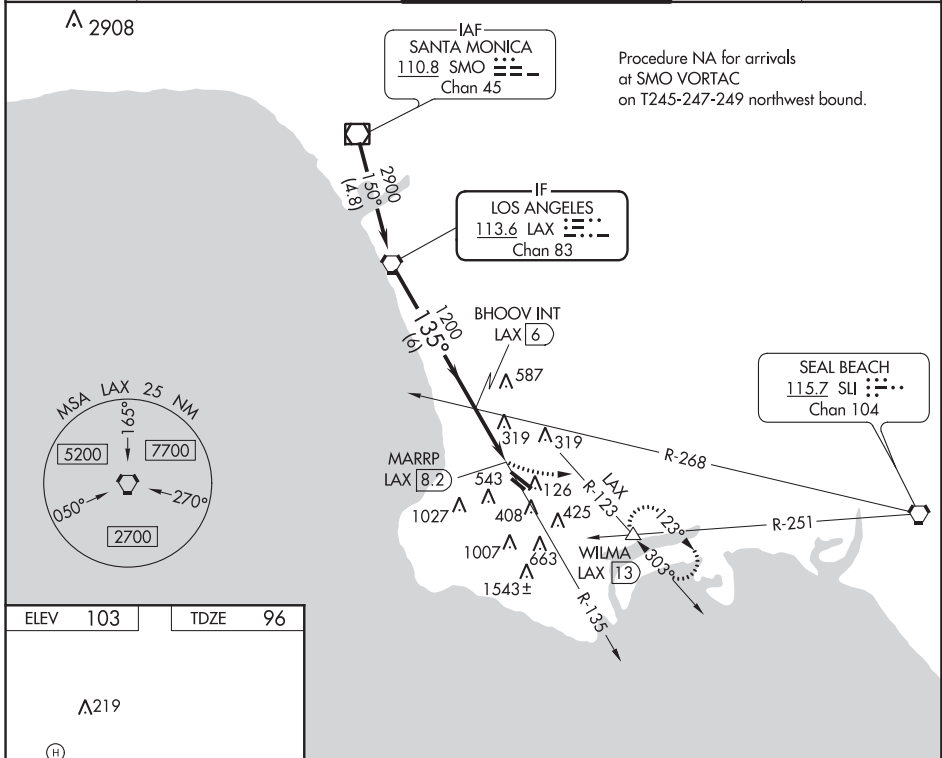 2908
IAF
SANTA MONICA
110.8 SMO
Chan 45
Procedure NA for arrivals
at SMO VORTAC
on T245-247-249 northwest bound.
2900
150°
(4.8)
IF
LOS ANGELES
113.6 LAX
Chan 83
1200
135°
(6)
BHOOV INT
LAX 6
587
SEAL BEACH
115.7 SLI
Chan 104
MSA LAX 25 NM
165°
5200
7700
050°
270°
2700
319
319
R-268
MARRP
LAX 8.2
543
126
LAX
R-123
1027
408
425
123°
R-251
1007
663
WILMA
LAX 13
303°
1543±
R-135
ELEV 103
TDZE 96
219
H